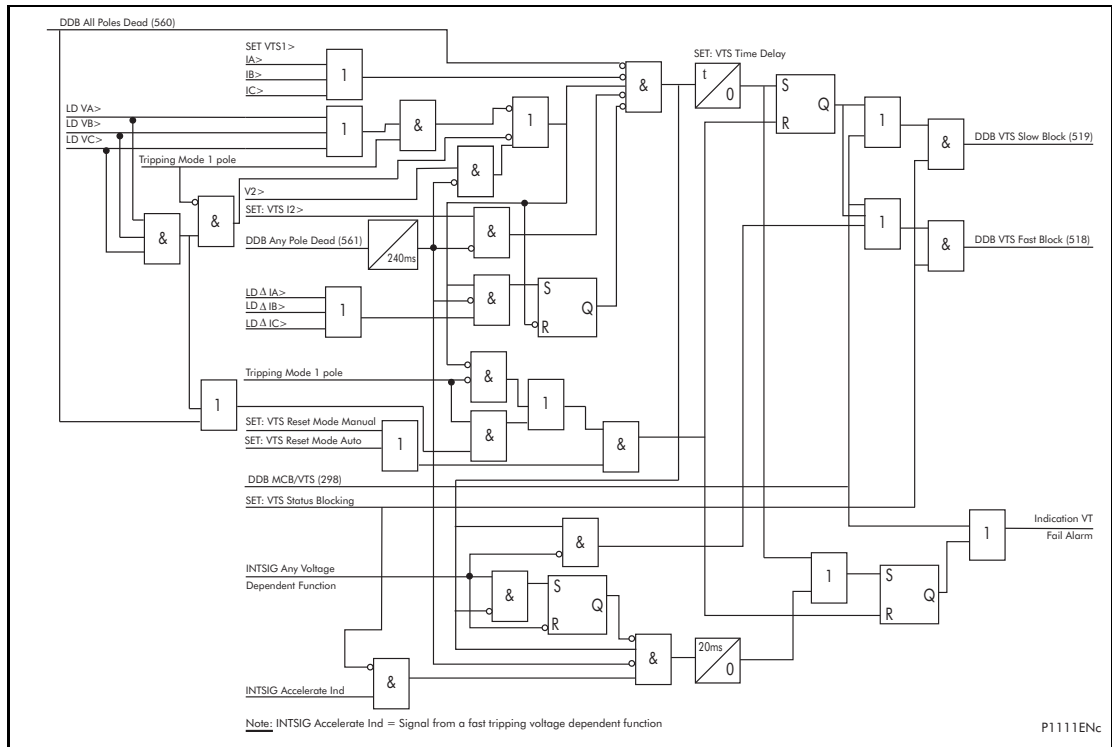 DDB All Poles Dead (560)
SET VTS1>
IA>
IB>
IC>
1
&
SET: VTS Time Delay
t
0
S
Q
R
1
&
DDB VTS Slow Block (519)
LD VA>
LD VB>
LD VC>
1
&
1
Tripping Mode 1 pole
&
&
&
V2>
SET: VTS I2>
&
DDB Any Pole Dead (561)
240ms
1
&
DDB VTS Fast Block (518)
LD Δ IA>
LD Δ IB>
LD Δ IC>
1
&
S
Q
R
Tripping Mode 1 pole
&
1
1
SET: VTS Reset Mode Manual
SET: VTS Reset Mode Auto
1
&
&
DDB MCB/VTS (298)
SET: VTS Status Blocking
&
1
Indication VT
Fail Alarm
INTSIG Any Voltage
Dependent Function
&
S
Q
R
1
S
Q
R
&
20ms
0
INTSIG Accelerate Ind
&
Note: INTSIG Accelerate Ind = Signal from a fast tripping voltage dependent function
P1111ENc